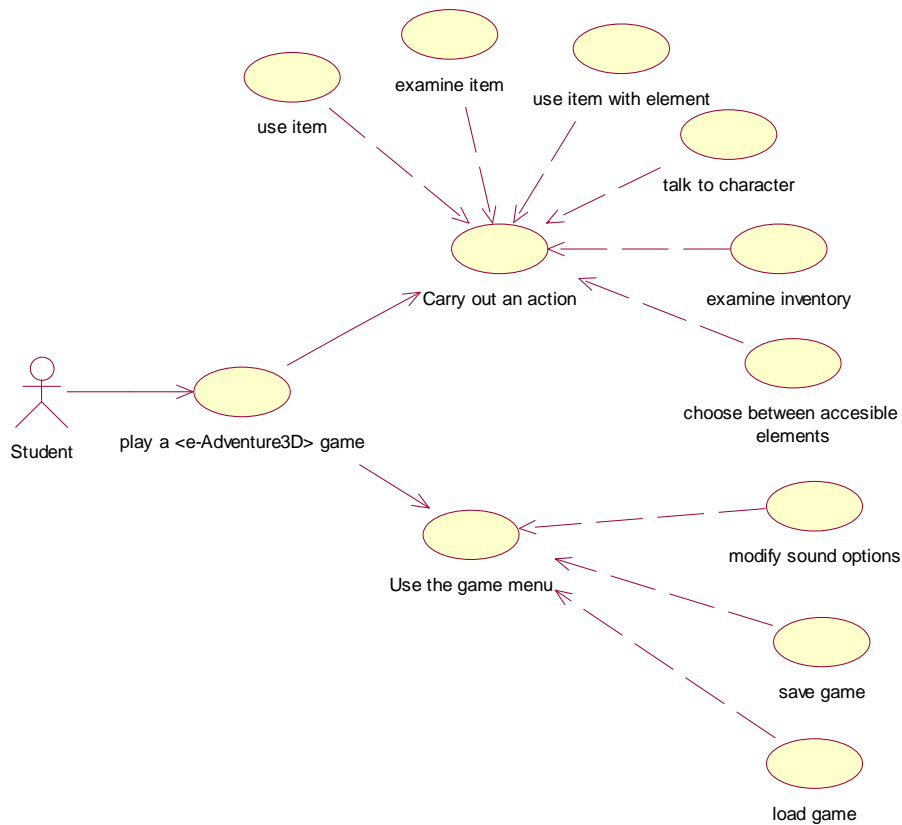 examine item
use item with element
use item
talk to character
Carry out an action
examine inventory
choose between accesible
elements
Student
play a <e-Adventure3D> game
modify sound options
Use the game menu
save game
load game